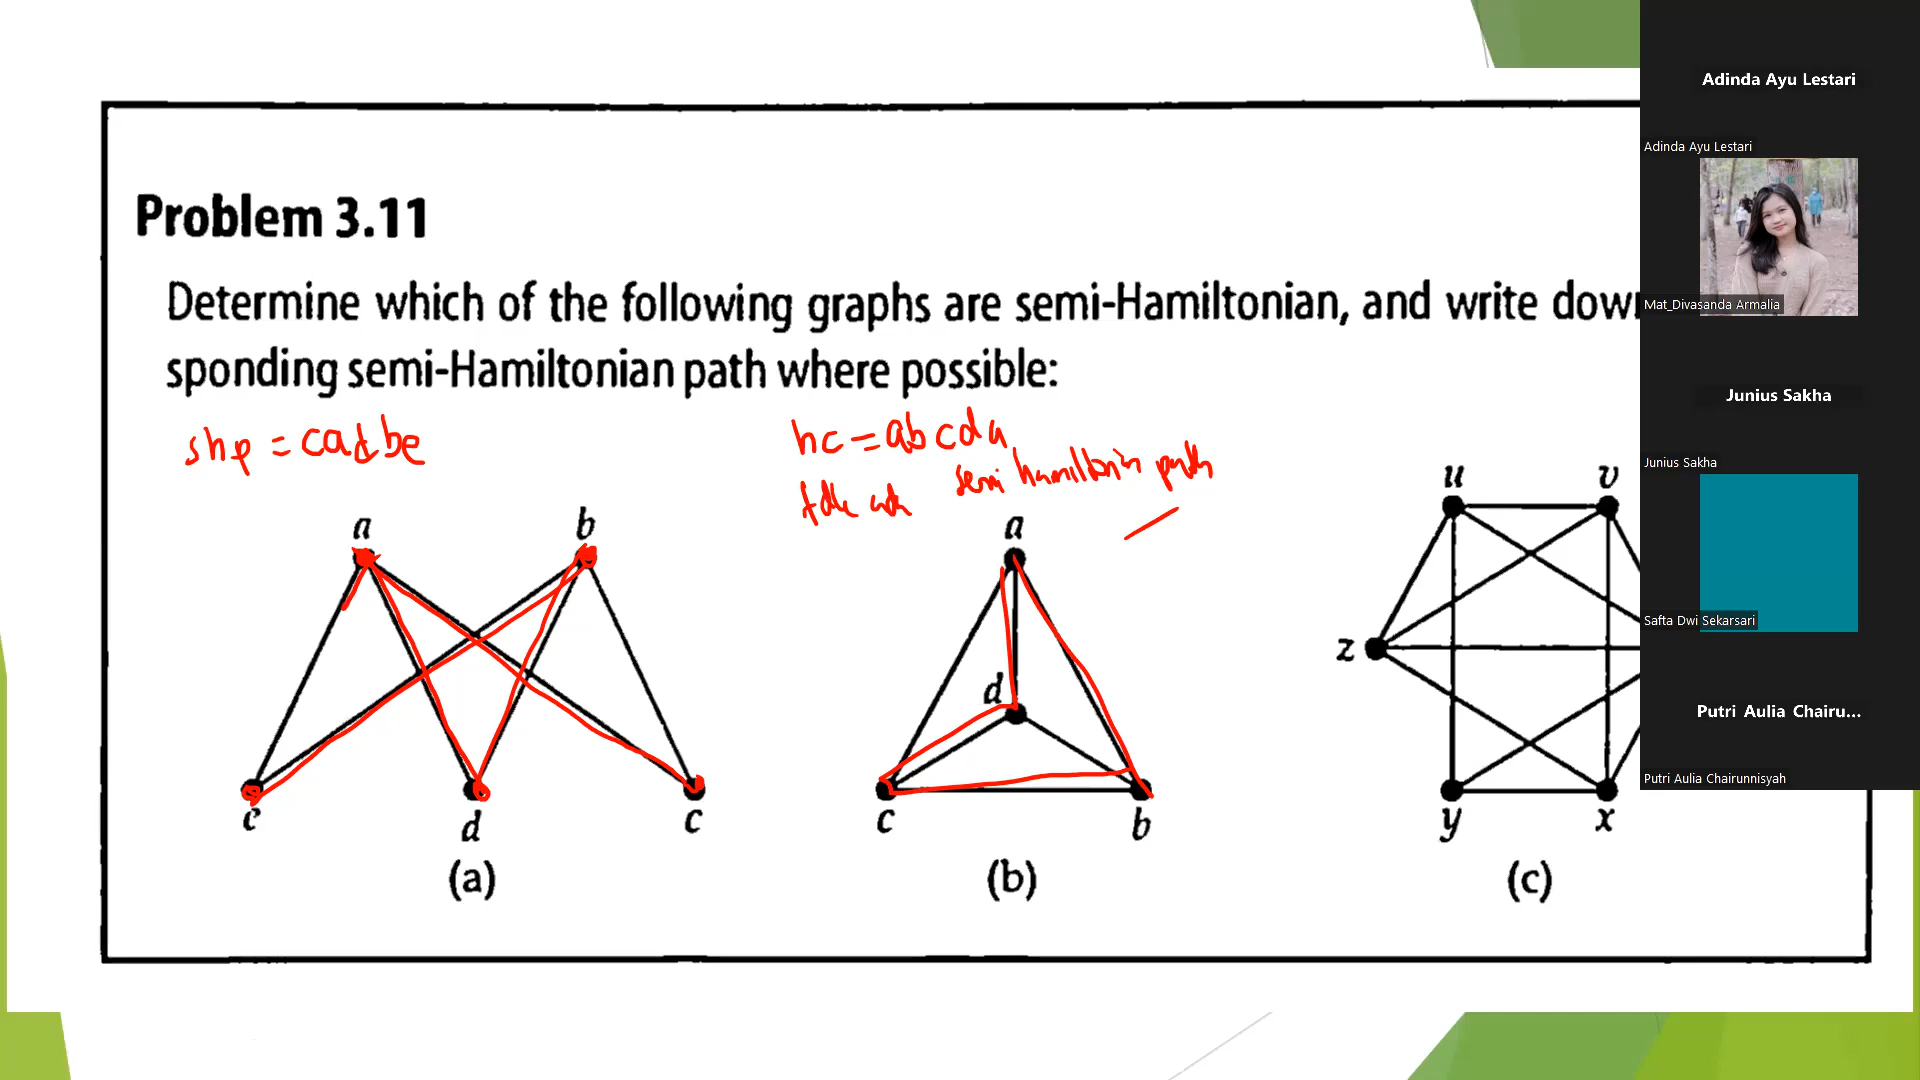 Problem 3.11
Determine which of the following graphs are semi-Hamiltonian, and write down
sponding semi-Hamiltonian path where possible:
shp = cadbe
hc = abcda
semi hamiltonin path
a
b
e
d
c
(a)
a
d
c
b
(b)
u
v
z
y
x
(c)
Adinda Ayu Lestari
Adinda Ayu Lestari
Mat_Divasanda Armalia
Junius Sakha
Junius Sakha
Safta Dwi Sekarsari
Putri Aulia Chairu...
Putri Aulia Chairunnisyah